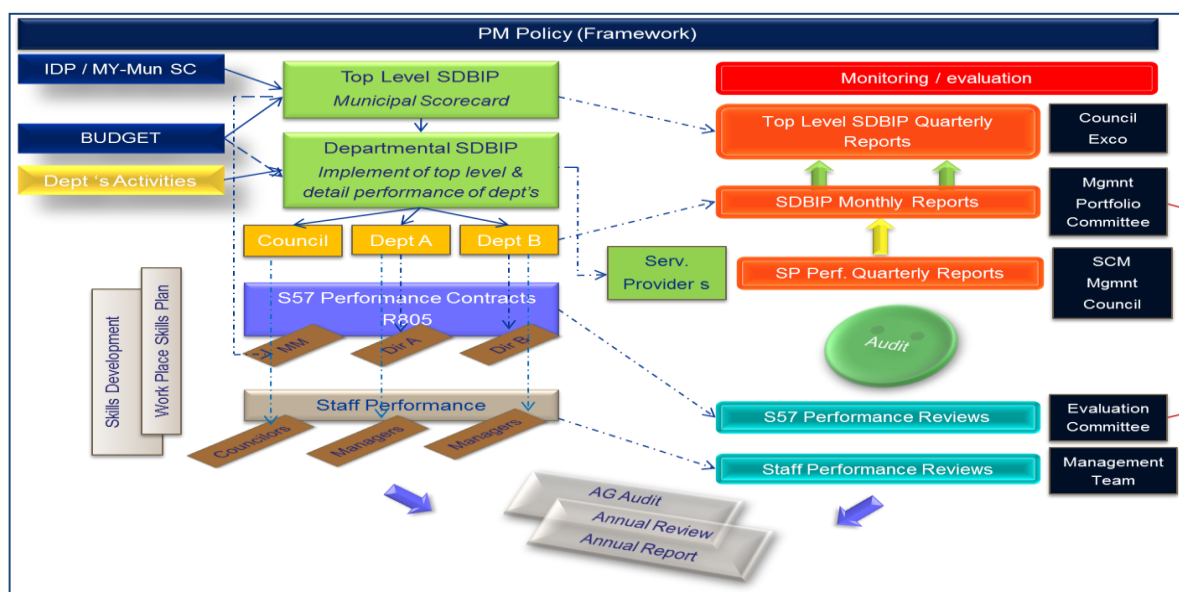 PM Policy (Framework)
IDP / MY-Mun SC
BUDGET
Dept 's Activities
Top Level SDBIP
Municipal Scorecard
Departmental SDBIP
Implement of top level &
detail performance of dept's
Council
Dept A
Dept B
Serv.
Provider s
S57 Performance Contracts
R805
MM
Dir A
Dir B
Skills Development
Work Place Skills Plan
Staff Performance
Councilors
Managers
Managers
Monitoring / evaluation
Top Level SDBIP Quarterly
Reports
Council
Exco
SDBIP Monthly Reports
Mgmnt
Portfolio
Committee
SP Perf. Quarterly Reports
SCM
Mgmnt
Council
Audit
S57 Performance Reviews
Evaluation
Committee
Staff Performance Reviews
Management
Team
AG Audit
Annual Review
Annual Report